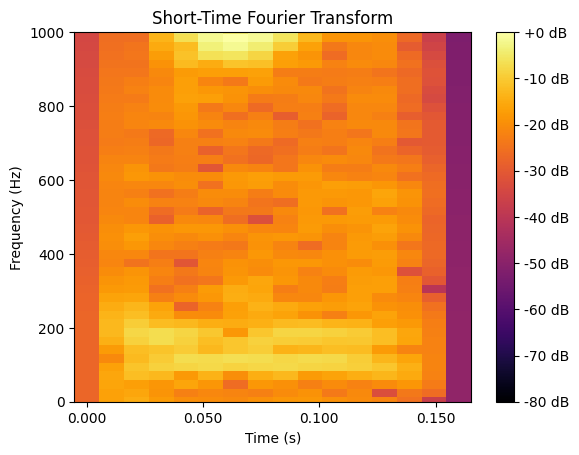 Short-Time Fourier Transform
1000
800
600
400
200
0
Frequency (Hz)
0.000
0.050
0.100
0.150
Time (s)
+0 dB
-10 dB
-20 dB
-30 dB
-40 dB
-50 dB
-60 dB
-70 dB
-80 dB